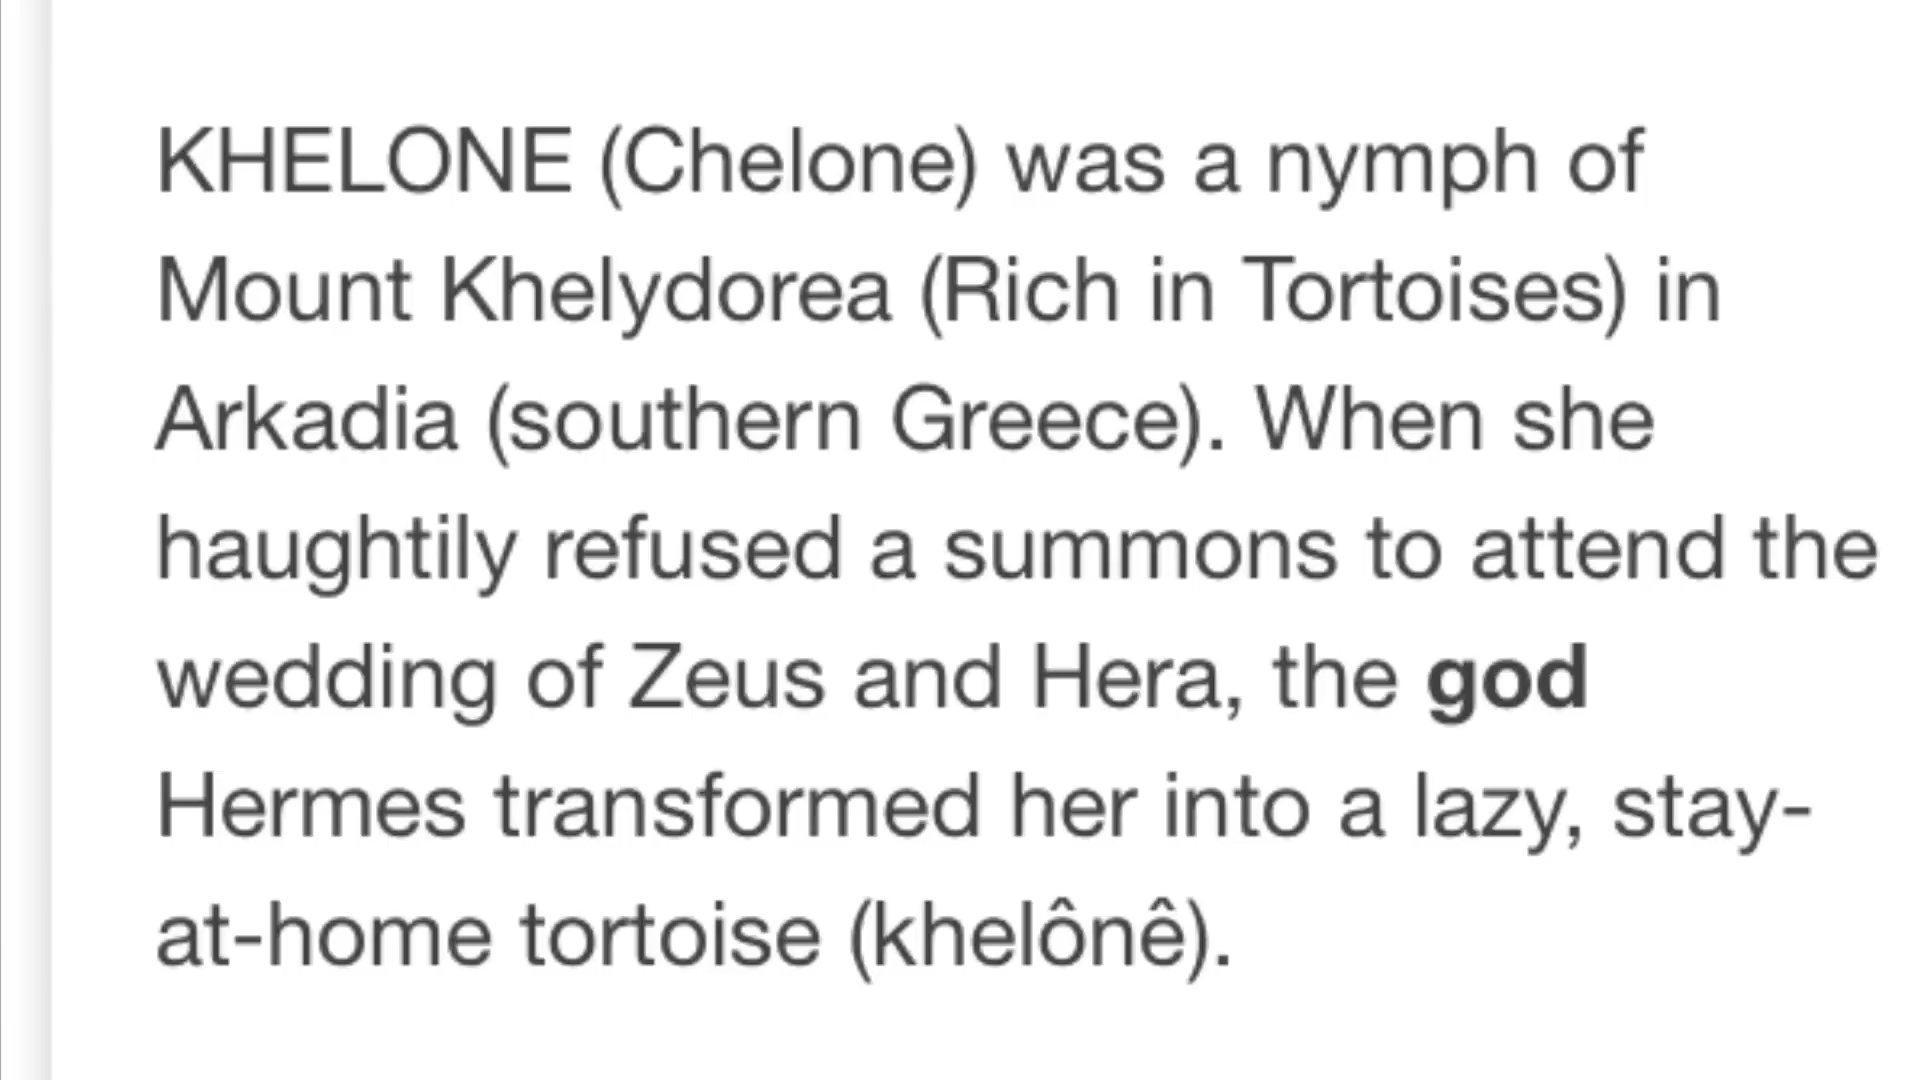 KHELONE (Chelone) was a nymph of
Mount Khelydorea (Rich in Tortoises) in
Arkadia (southern Greece). When she
haughtily refused a summons to attend the
wedding of Zeus and Hera, the god
Hermes transformed her into a lazy, stay-
at-home tortoise (khelônê).